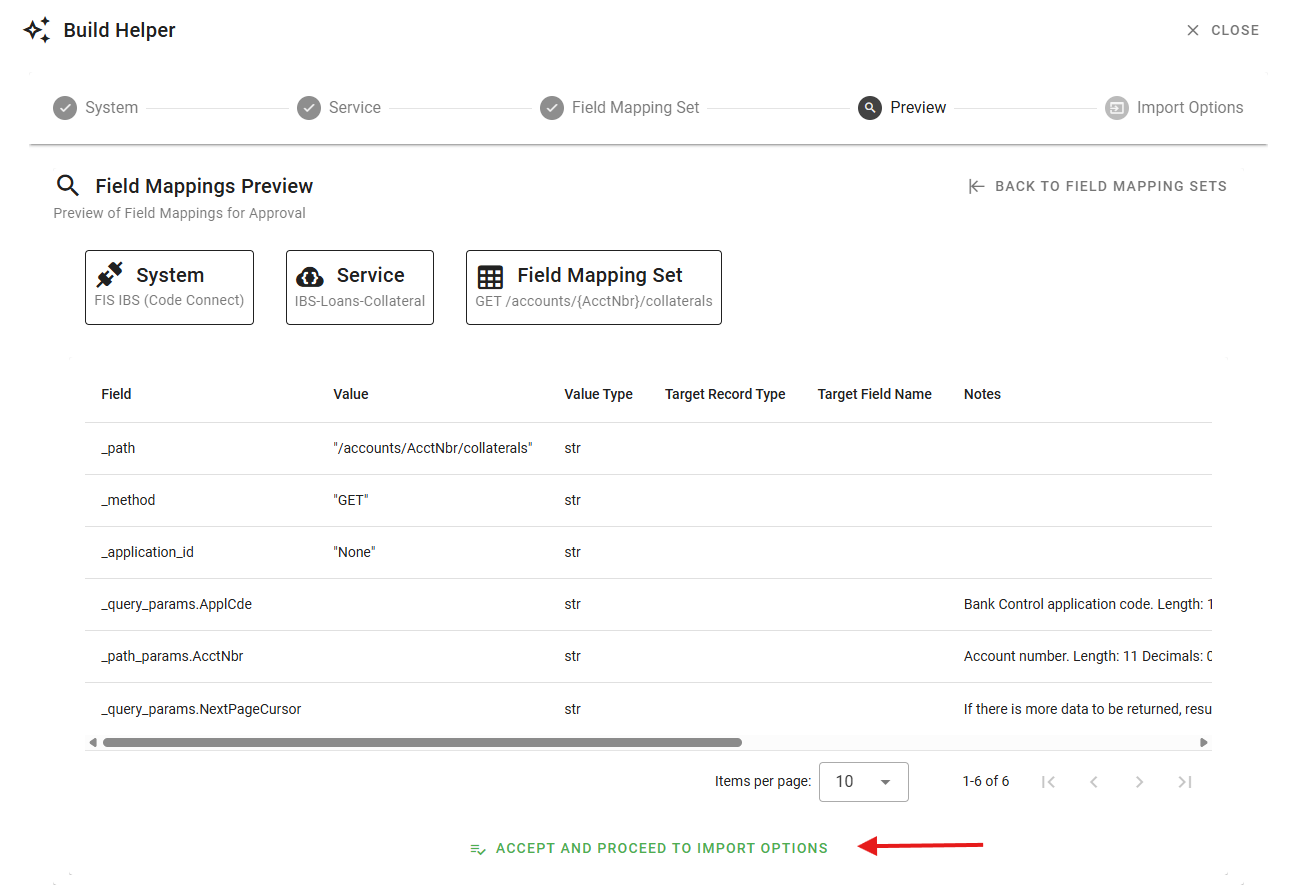 Build Helper
CLOSE
System
Service
Field Mapping Set
Preview
Import Options
Field Mappings Preview
BACK TO FIELD MAPPING SETS
Preview of Field Mappings for Approval
System
FIS IBS (Code Connect)
Service
IBS-Loans-Collateral
Field Mapping Set
GET /accounts/{AcctNbr}/collaterals
Field Value Value Type Target Record Type Target Field Name Notes
_path "/accounts/AcctNbr/collaterals" str
_method "GET" str
_application_id "None" str
_query_params.ApplCde str Bank Control application code. Length: 1
_path_params.AcctNbr str Account number. Length: 11 Decimals: 0
_query_params.NextPageCursor str If there is more data to be returned, resu
Items per page: 10 1-6 of 6
ACCEPT AND PROCEED TO IMPORT OPTIONS